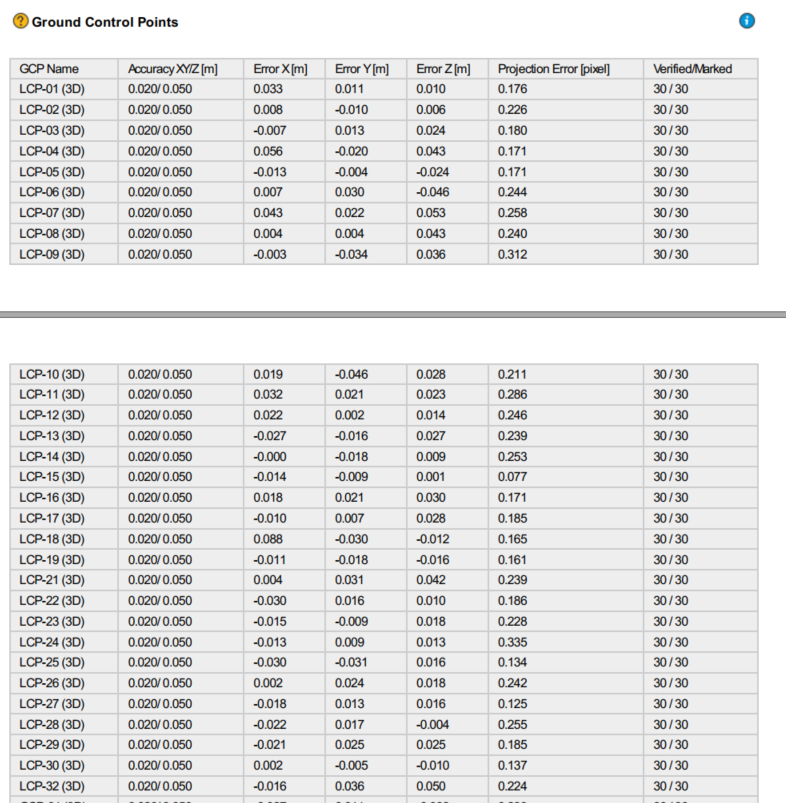 Ground Control Points
GCP Name Accuracy XY/Z [m] Error X [m] Error Y [m] Error Z [m] Projection Error [pixel] Verified/Marked
LCP-01 (3D) 0.020/ 0.050 0.033 0.011 0.010 0.176 30 / 30
LCP-02 (3D) 0.020/ 0.050 0.008 -0.010 0.006 0.226 30 / 30
LCP-03 (3D) 0.020/ 0.050 -0.007 0.013 0.024 0.180 30 / 30
LCP-04 (3D) 0.020/ 0.050 0.056 -0.020 0.043 0.171 30 / 30
LCP-05 (3D) 0.020/ 0.050 -0.013 -0.004 -0.024 0.171 30 / 30
LCP-06 (3D) 0.020/ 0.050 0.007 0.030 -0.046 0.244 30 / 30
LCP-07 (3D) 0.020/ 0.050 0.043 0.022 0.053 0.258 30 / 30
LCP-08 (3D) 0.020/ 0.050 0.004 0.004 0.043 0.240 30 / 30
LCP-09 (3D) 0.020/ 0.050 -0.003 -0.034 0.036 0.312 30 / 30
LCP-10 (3D) 0.020/ 0.050 0.019 -0.046 0.028 0.211 30 / 30
LCP-11 (3D) 0.020/ 0.050 0.032 0.021 0.023 0.286 30 / 30
LCP-12 (3D) 0.020/ 0.050 0.022 0.002 0.014 0.246 30 / 30
LCP-13 (3D) 0.020/ 0.050 -0.027 -0.016 0.027 0.239 30 / 30
LCP-14 (3D) 0.020/ 0.050 -0.000 -0.018 0.009 0.253 30 / 30
LCP-15 (3D) 0.020/ 0.050 -0.014 -0.009 0.001 0.077 30 / 30
LCP-16 (3D) 0.020/ 0.050 0.018 0.021 0.030 0.171 30 / 30
LCP-17 (3D) 0.020/ 0.050 -0.010 0.007 0.028 0.185 30 / 30
LCP-18 (3D) 0.020/ 0.050 0.088 -0.030 -0.012 0.165 30 / 30
LCP-19 (3D) 0.020/ 0.050 -0.011 -0.018 -0.016 0.161 30 / 30
LCP-21 (3D) 0.020/ 0.050 0.004 0.031 0.042 0.239 30 / 30
LCP-22 (3D) 0.020/ 0.050 -0.030 0.016 0.010 0.186 30 / 30
LCP-23 (3D) 0.020/ 0.050 -0.015 -0.009 0.018 0.228 30 / 30
LCP-24 (3D) 0.020/ 0.050 -0.013 0.009 0.013 0.335 30 / 30
LCP-25 (3D) 0.020/ 0.050 -0.030 -0.031 0.016 0.134 30 / 30
LCP-26 (3D) 0.020/ 0.050 0.002 0.024 0.018 0.242 30 / 30
LCP-27 (3D) 0.020/ 0.050 -0.018 0.013 0.016 0.125 30 / 30
LCP-28 (3D) 0.020/ 0.050 -0.022 0.017 -0.004 0.255 30 / 30
LCP-29 (3D) 0.020/ 0.050 -0.021 0.025 0.025 0.185 30 / 30
LCP-30 (3D) 0.020/ 0.050 0.002 -0.005 -0.010 0.137 30 / 30
LCP-32 (3D) 0.020/ 0.050 -0.016 0.036 0.050 0.224 30 / 30